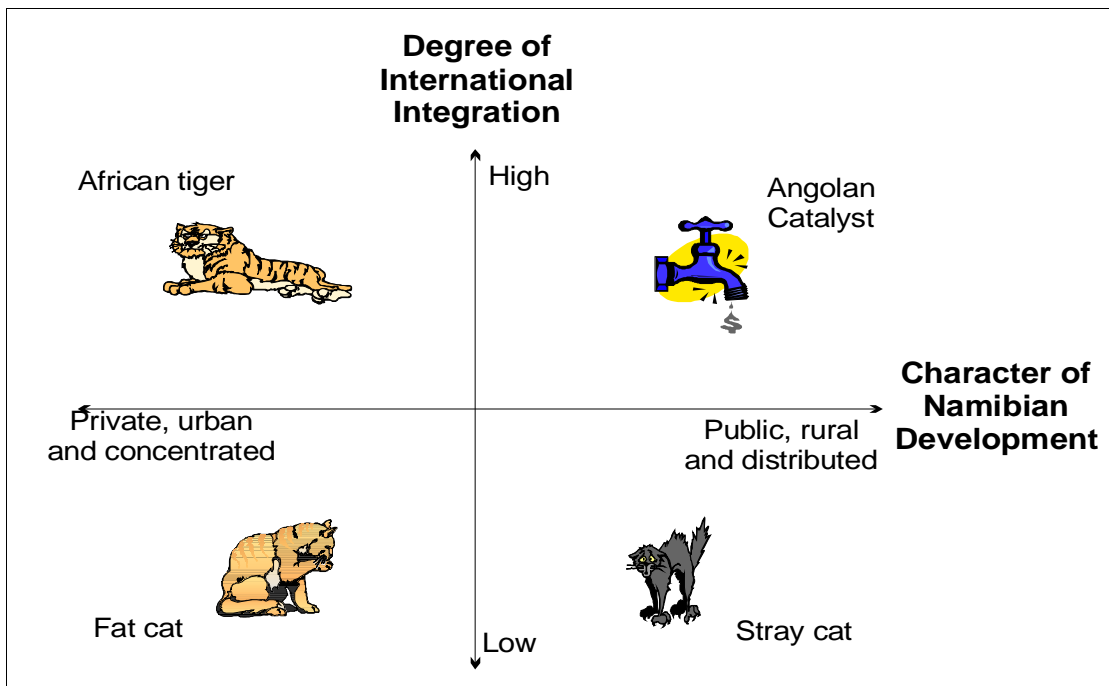 Degree of
International
Integration
African tiger
High
Angolan
Catalyst
$
Character of
Namibian
Development
Private, urban
and concentrated
Public, rural
and distributed
Fat cat
Low
Stray cat